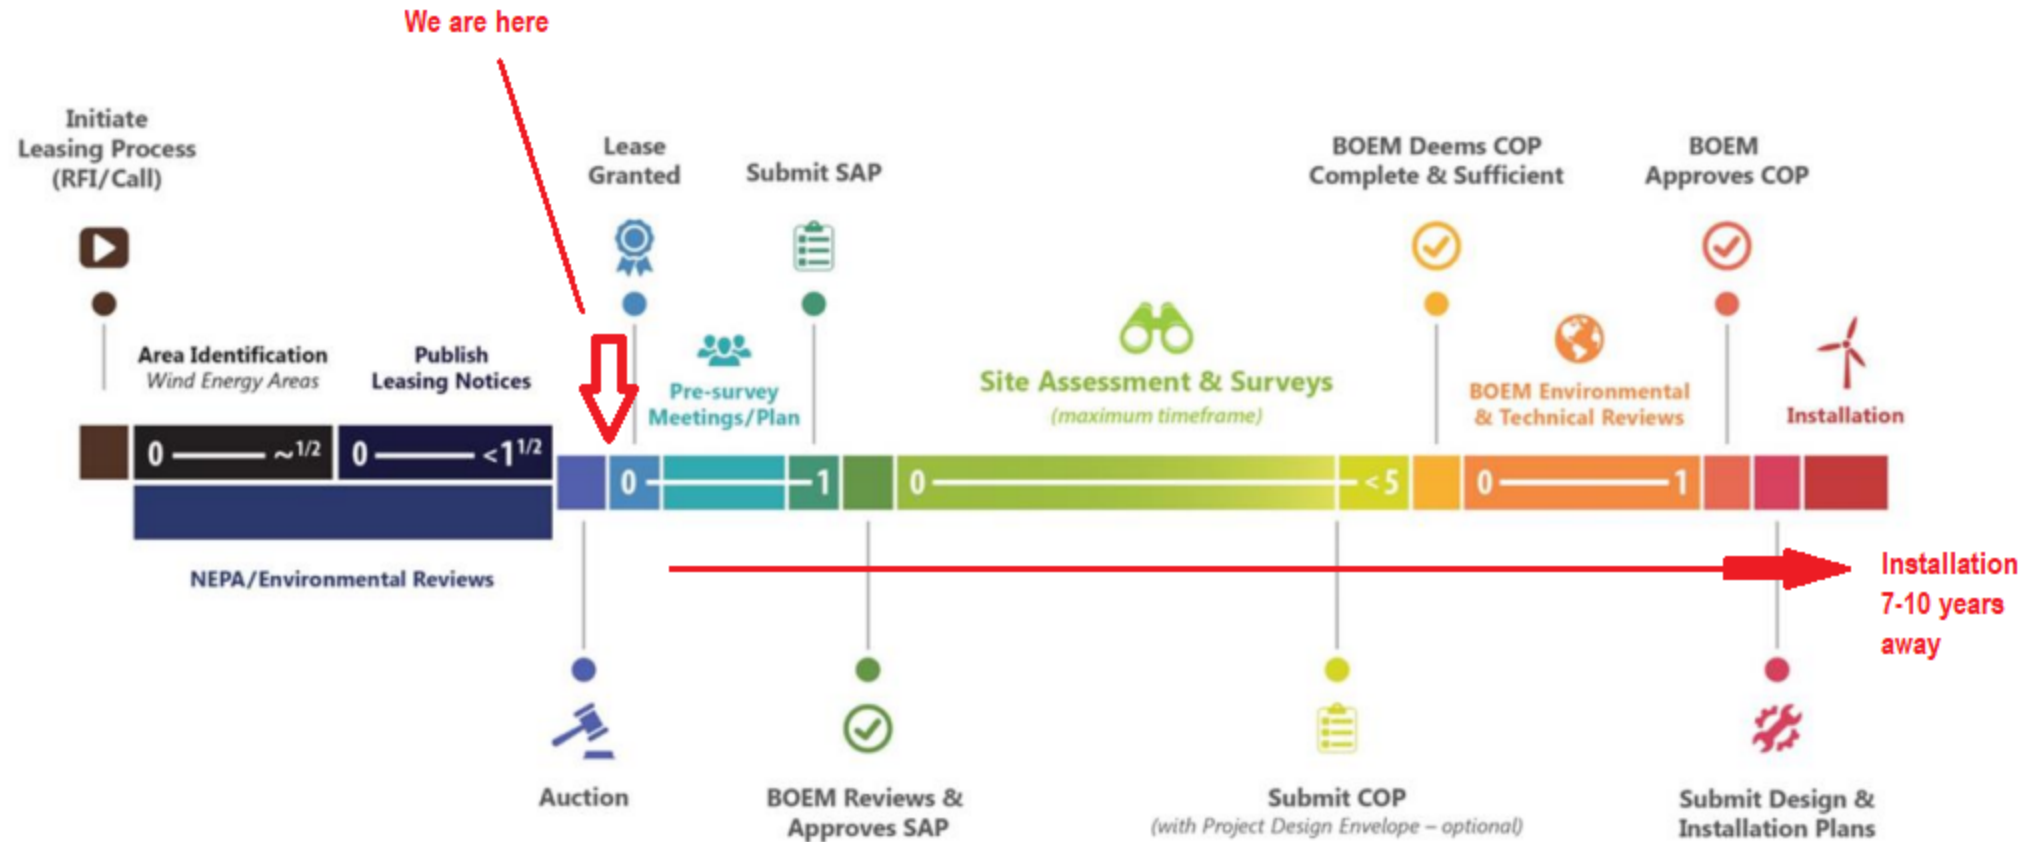 We are here
Initiate
Leasing Process
(RFI/Call)
Lease
Granted
Submit SAP
BOEM Deems COP
Complete & Sufficient
BOEM
Approves COP
Area Identification
Wind Energy Areas
Publish
Leasing Notices
Pre-survey
Meetings/Plan
Site Assessment & Surveys
(maximum timeframe)
BOEM Environmental
& Technical Reviews
Installation
0 ~1/2
0 <1 1/2
0 1
0 <5
0 1
NEPA/Environmental Reviews
Installation
7-10 years
away
Auction
BOEM Reviews &
Approves SAP
Submit COP
(with Project Design Envelope – optional)
Submit Design &
Installation Plans